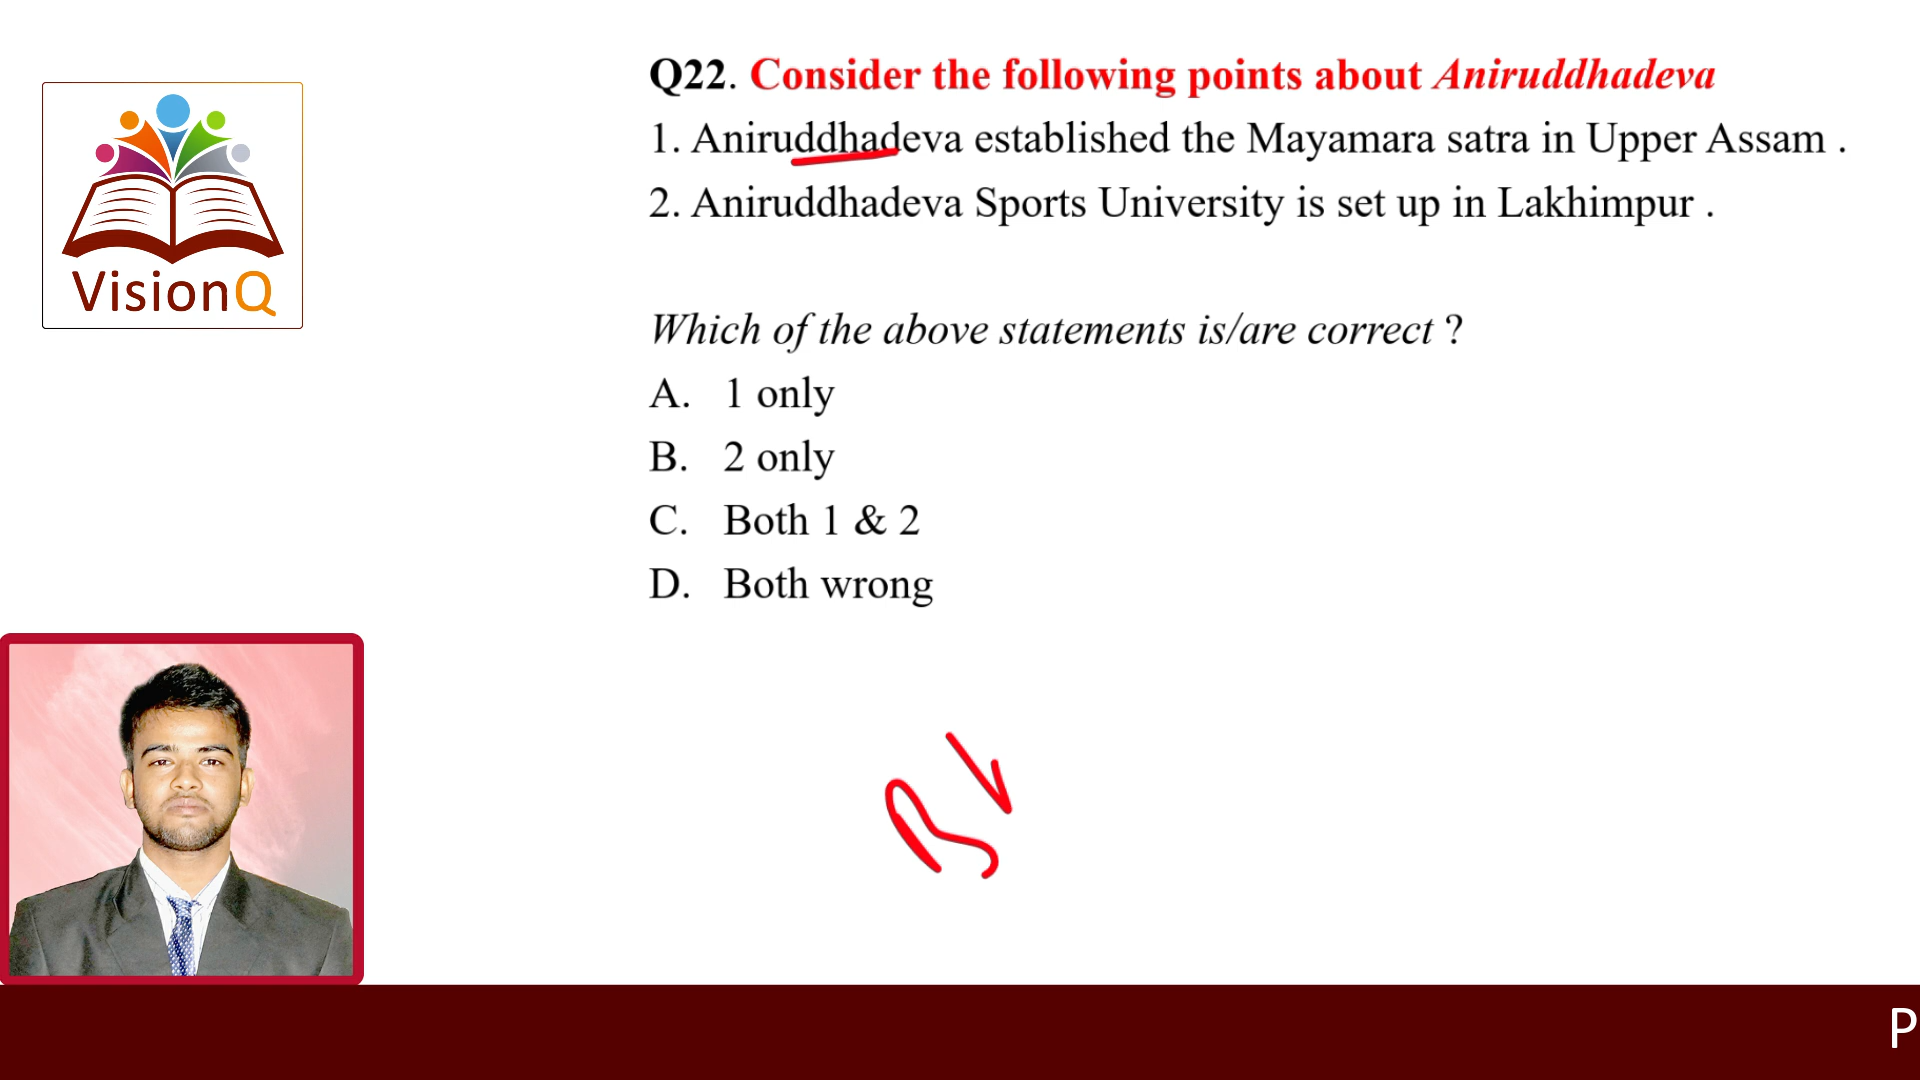 VisionQ
Q22. Consider the following points about Aniruddhadeva
1. Aniruddhadeva established the Mayamara satra in Upper Assam .
2. Aniruddhadeva Sports University is set up in Lakhimpur .
Which of the above statements is/are correct ?
A. 1 only
B. 2 only
C. Both 1 & 2
D. Both wrong
P